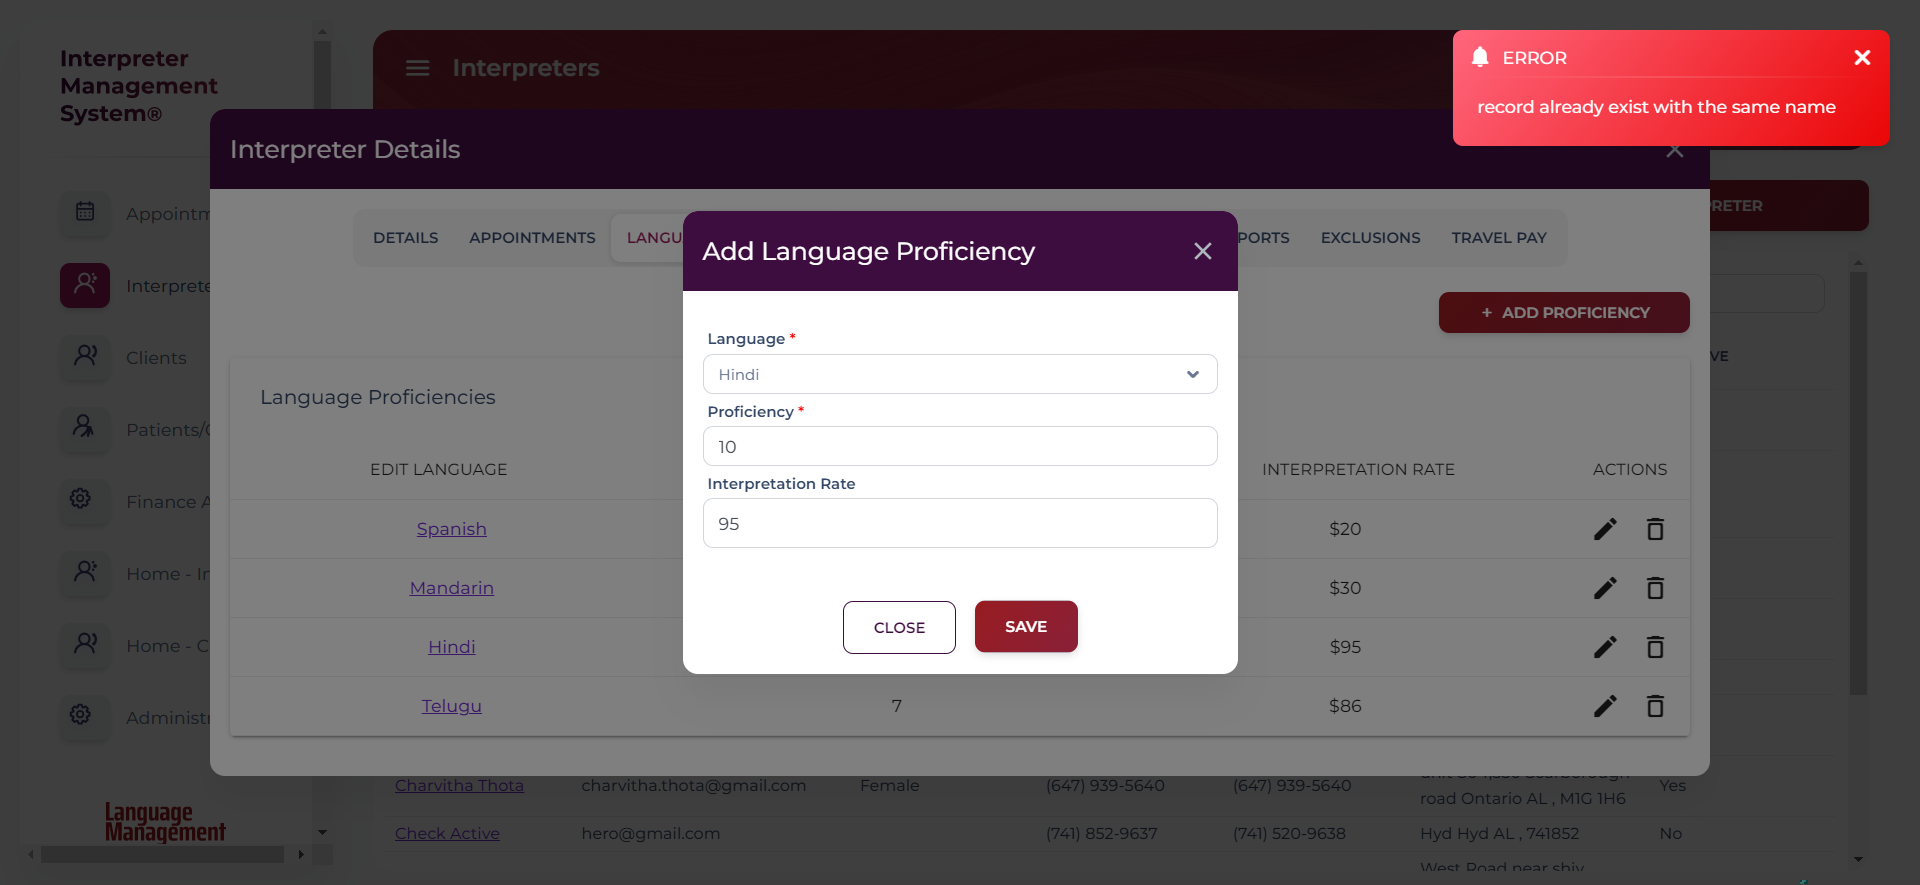 Interpreter
Management
System®
Interpreters
ERROR
record already exist with the same name
Interpreter Details
Appointm
Interprete
Clients
Patients/C
Finance A
Home - In
Home - C
Administr
Language
Management
PRETER
VE
DETAILS
APPOINTMENTS
LANGU
PORTS
EXCLUSIONS
TRAVEL PAY
+ ADD PROFICIENCY
Language Proficiencies
EDIT LANGUAGE
INTERPRETATION RATE
ACTIONS
Spanish
$20
Mandarin
$30
Hindi
$95
Telugu
7
$86
Add Language Proficiency
Language *
Hindi
Proficiency *
10
Interpretation Rate
95
CLOSE
SAVE
Charvitha Thota
charvitha.thota@gmail.com
Female
(647) 939-5640
(647) 939-5640
road Ontario AL , M1G 1H6
Yes
Check Active
hero@gmail.com
(741) 852-9637
(741) 520-9638
Hyd Hyd AL , 741852
No
West Road near shiv